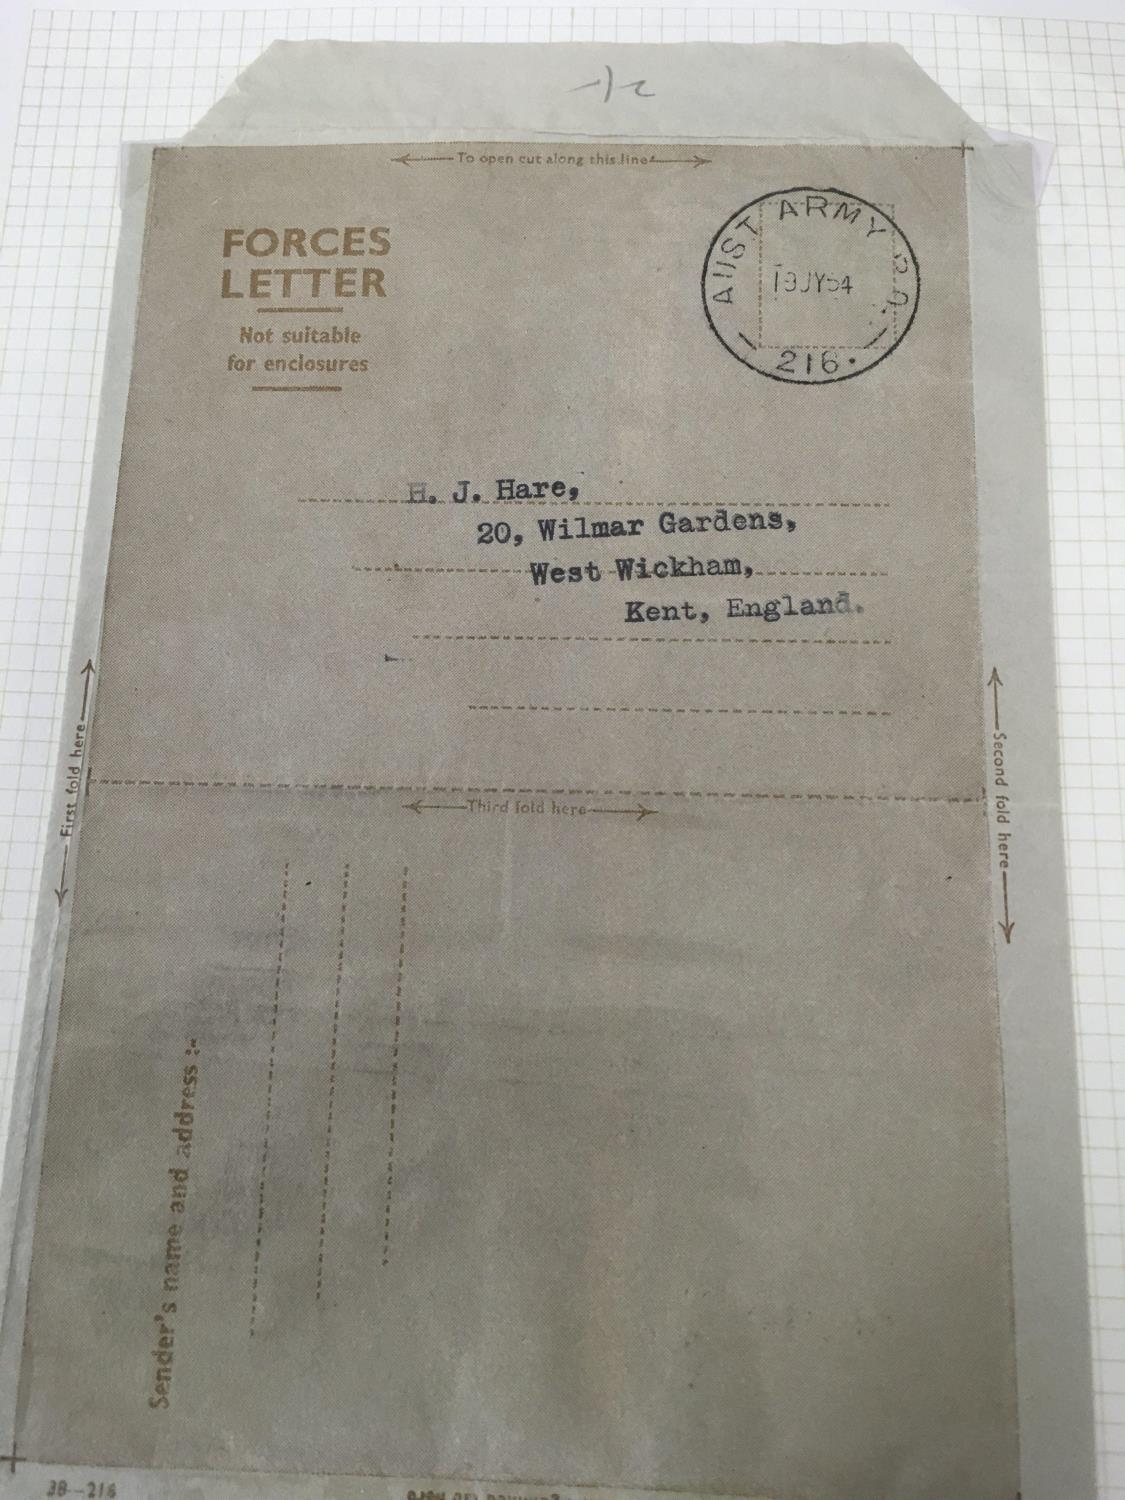 To open cut along this line
FORCES
LETTER
Not suitable
for enclosures
AUST ARMY P.O.
19JY54
216
H. J. Hare,
20, Wilmar Gardens,
West Wickham,
Kent, England.
First fold here
Second fold here
Third fold here
Sender's name and address :-
38-216